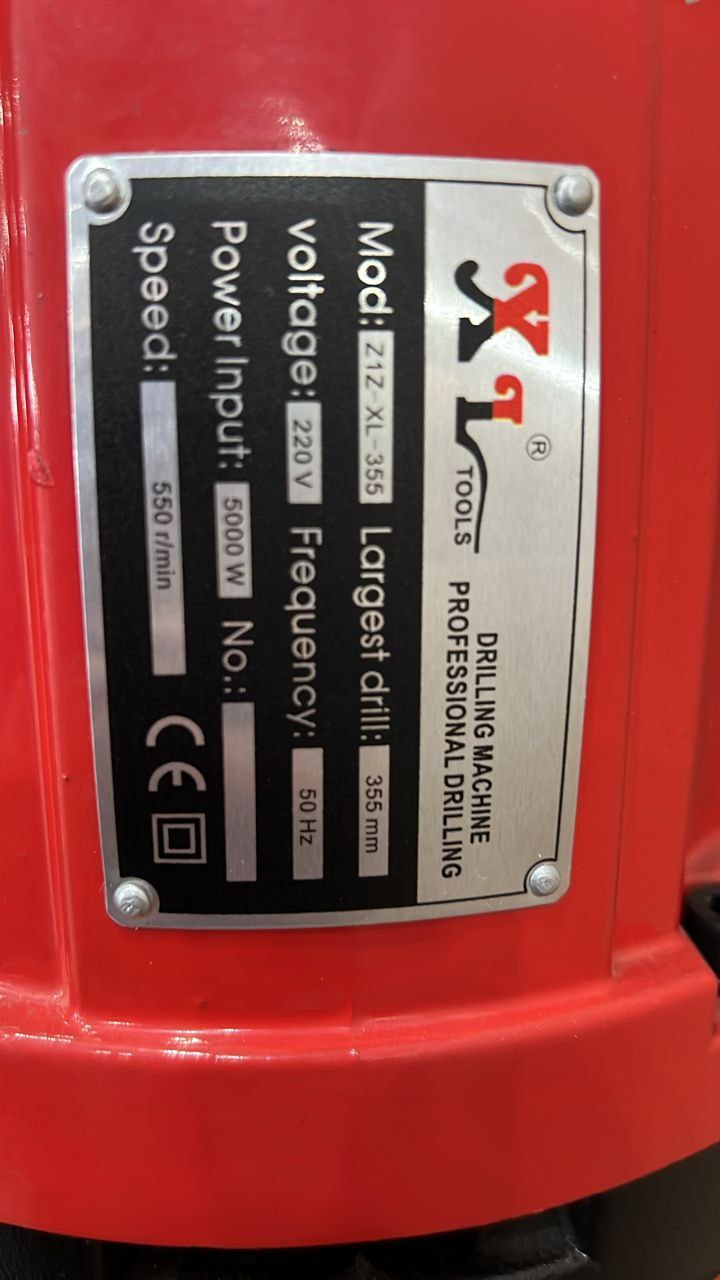 XL® TOOLS
DRILLING MACHINE
PROFESSIONAL DRILLING
Mod: Z1Z-XL-355 Largest drill: 355 mm
voltage: 220 V Frequency: 50 Hz
Power Input: 5000 W No.:
Speed: 550 r/min CE